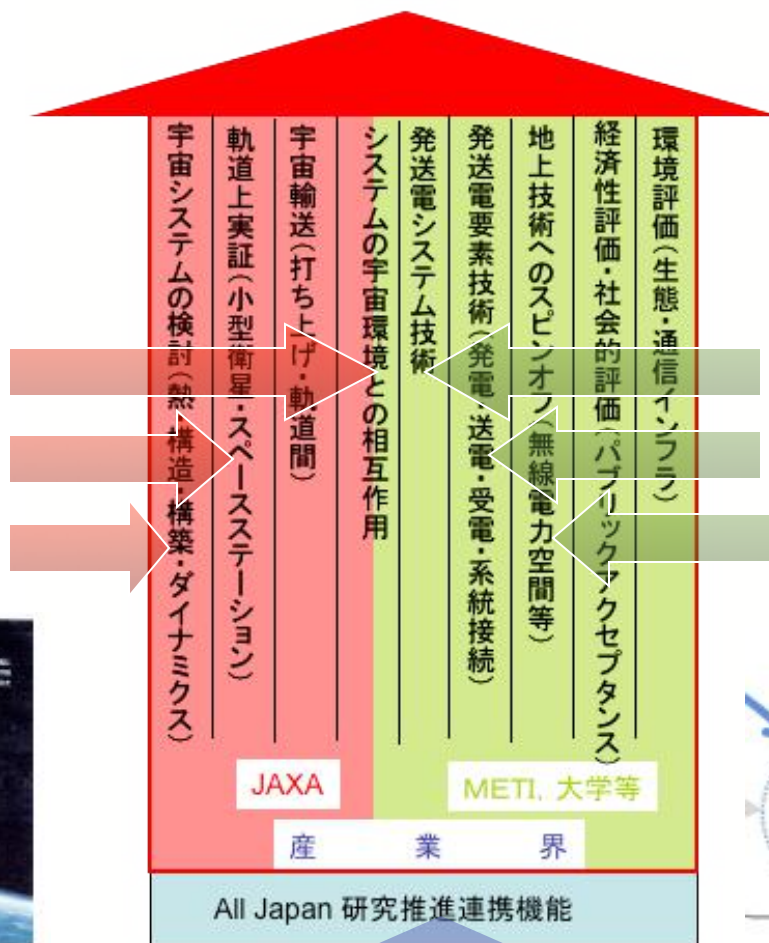 宇宙システムの検討（熱・構造・構築・ダイナミクス）
軌道上実証（小型衛星・スペースステーション）
宇宙輸送（打ち上げ・軌道間）
システムの宇宙環境との相互作用
発送電システム技術
発送電要素技術（発電・送電・受電・系統接続）
地上技術へのスピンオフ（無線電力空間等）
経済性評価・社会的評価（パブリックアクセプタンス）
環境評価（生態・通信インフラ）
JAXA
METI, 大学等
産 業 界
All Japan 研究推進連携機能